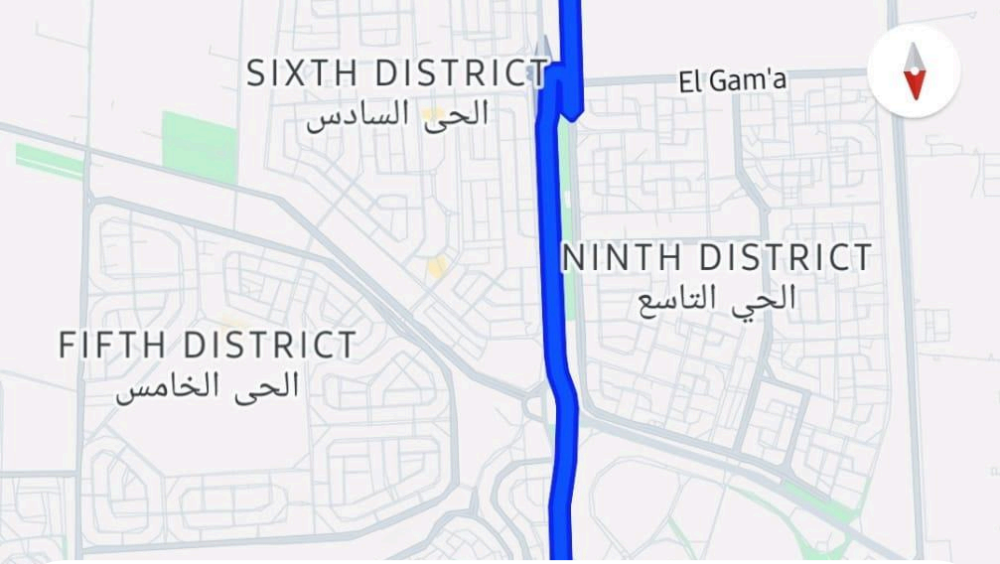 SIXTH DISTRICT
الحى السادس
El Gam'a
NINTH DISTRICT
الحي التاسع
FIFTH DISTRICT
الحى الخامس